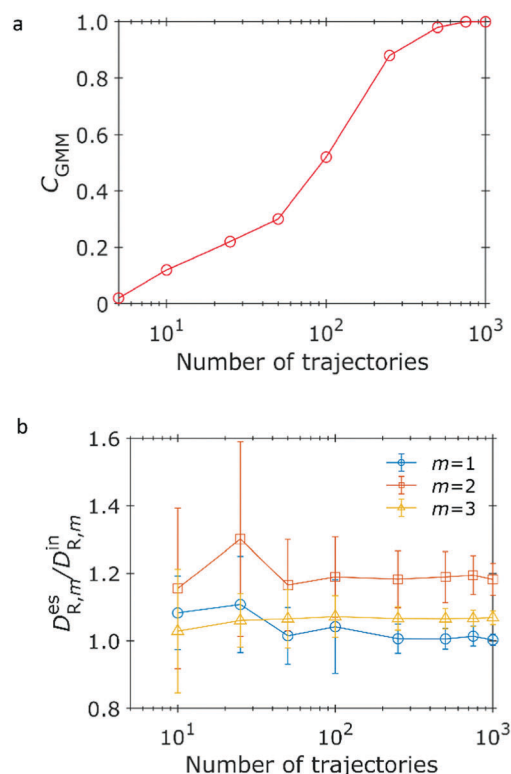 a
1.0
0.8
0.6
0.4
0.2
0
C_GMM
10^1 10^2 10^3
Number of trajectories
b
1.6
1.4
1.2
1.0
0.8
D^es_R,m/D^in_R,m
m=1
m=2
m=3
10^1 10^2 10^3
Number of trajectories